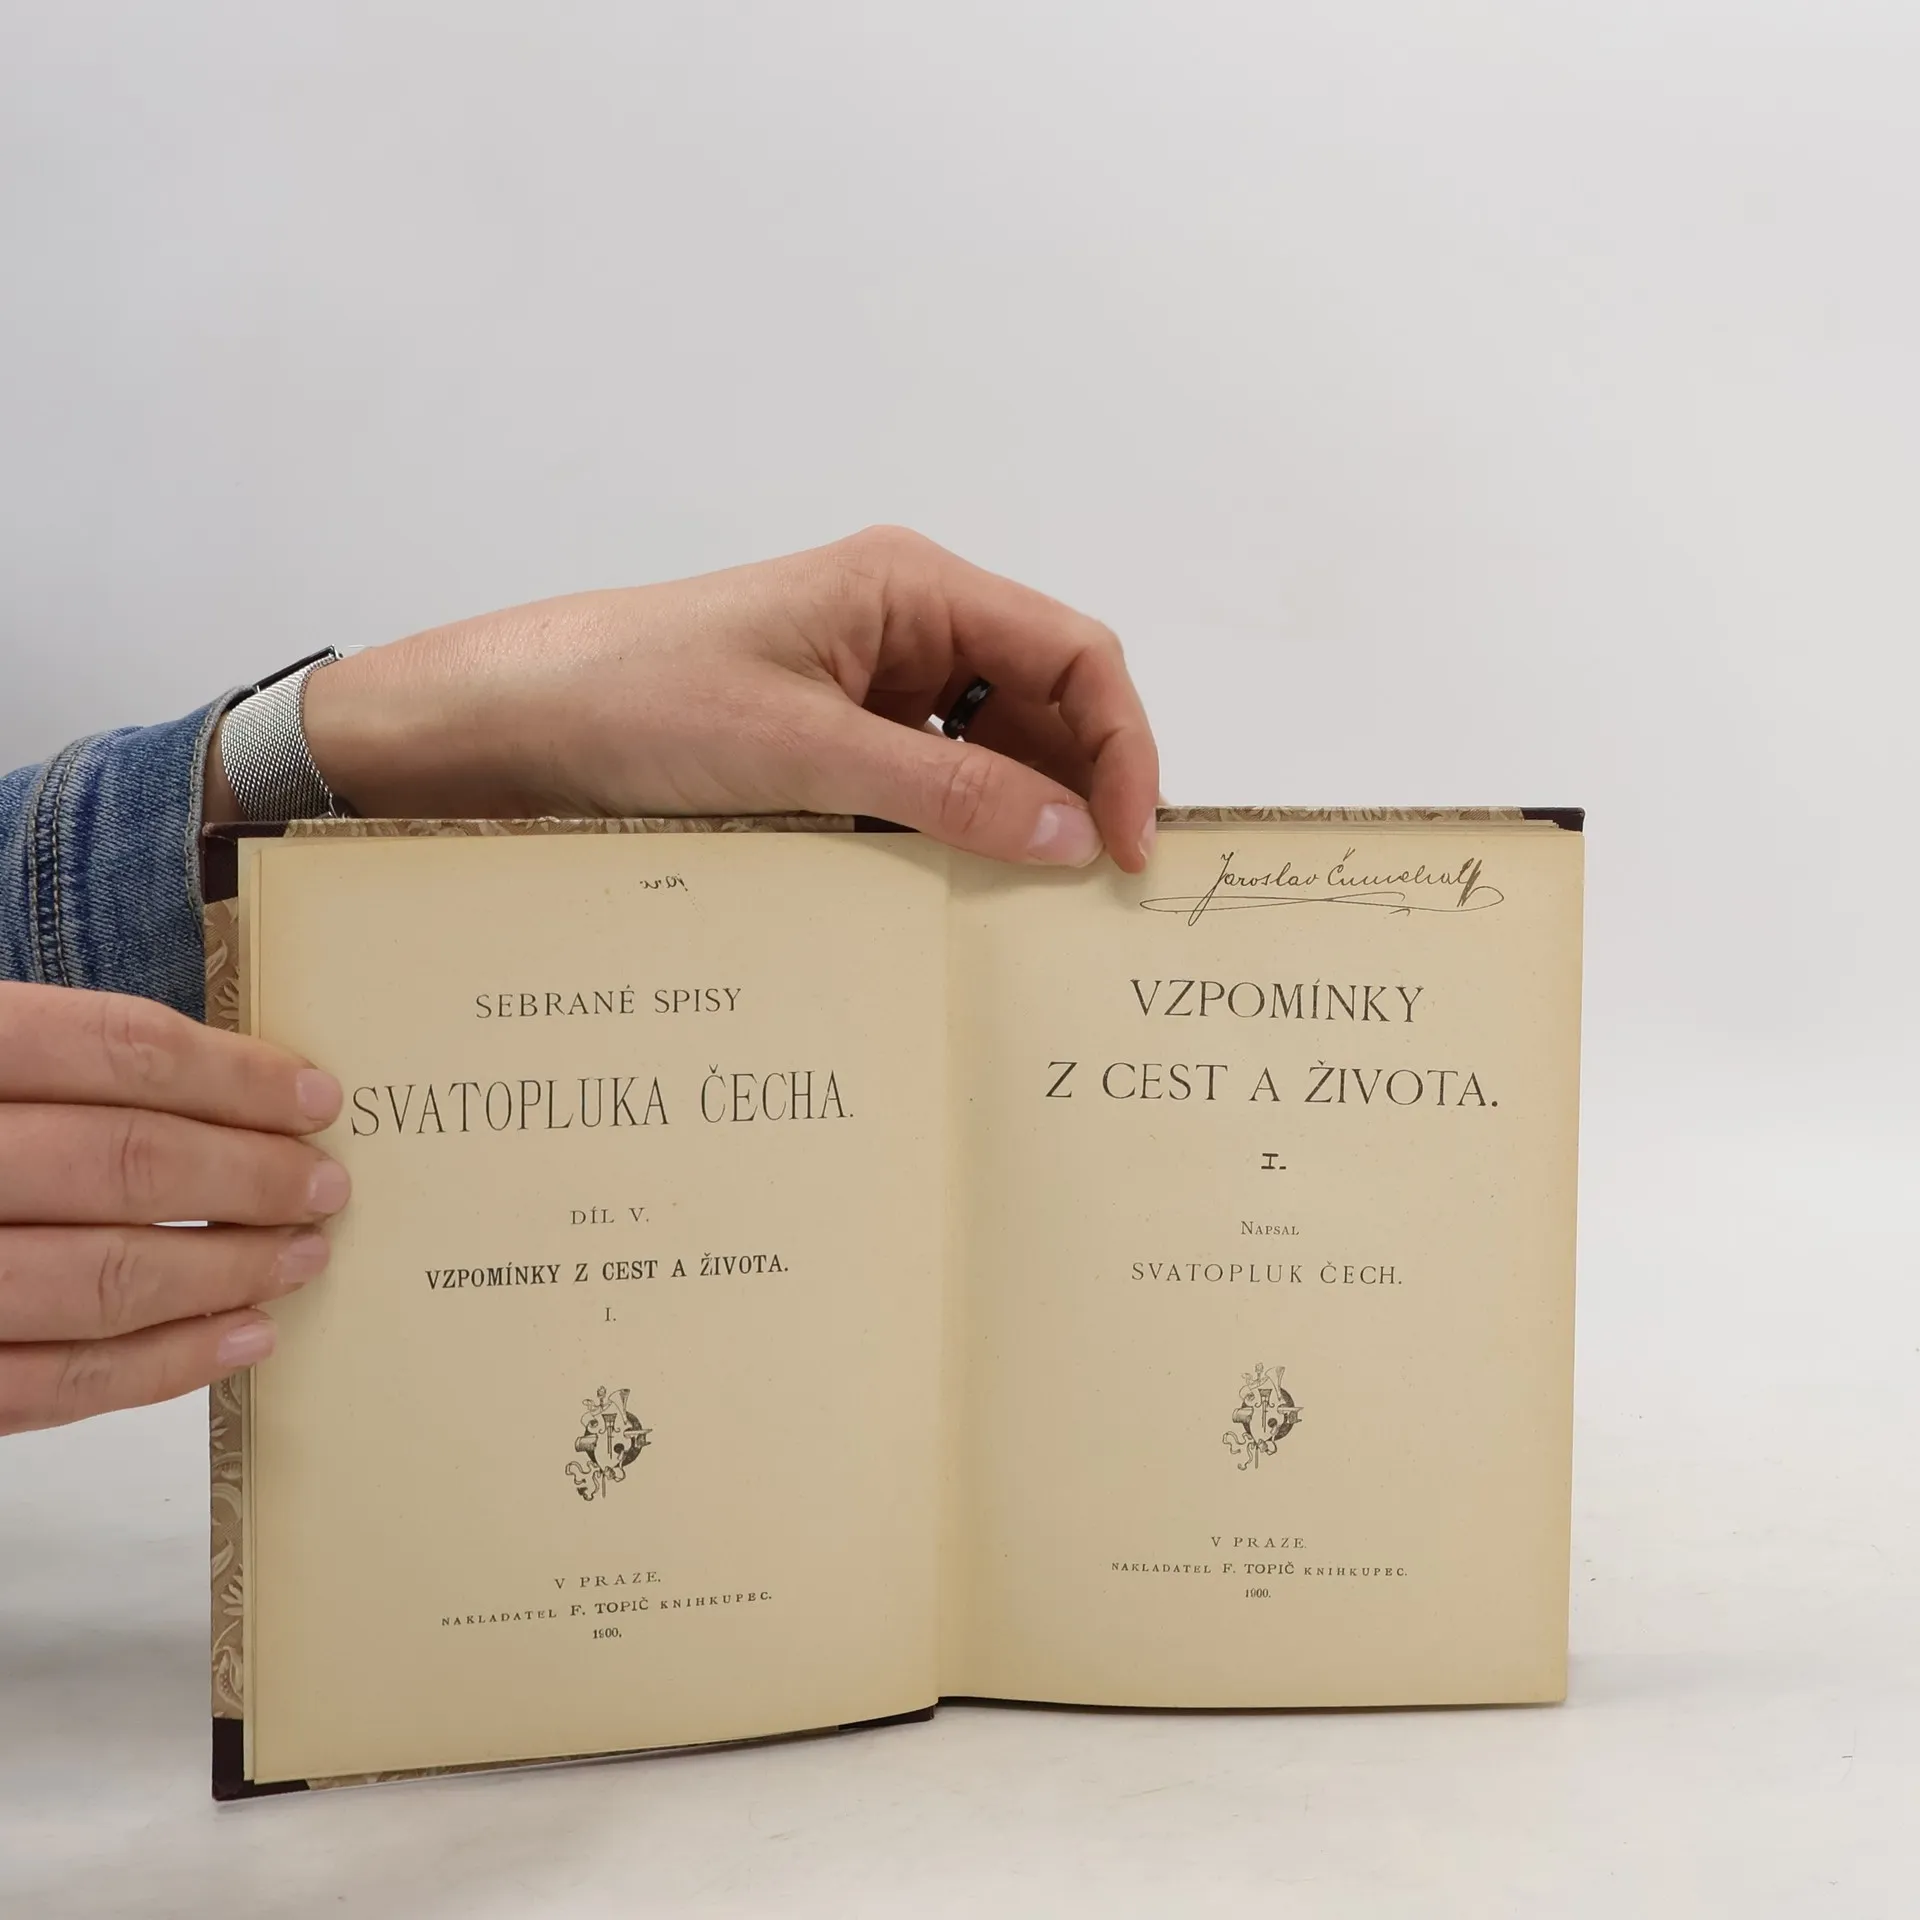 SEBRANÉ SPISY
SVATOPLUKA ČECHA.
DÍL V.
VZPOMÍNKY Z CEST A ŽIVOTA.
I.
V PRAZE.
NAKLADATEL F. TOPIČ KNIHKUPEC.
1900.
Jaroslav
VZPOMÍNKY
Z CEST A ŽIVOTA.
I.
NAPSAL
SVATOPLUK ČECH.
V PRAZE.
NAKLADATEL F. TOPIČ KNIHKUPEC.
1900.